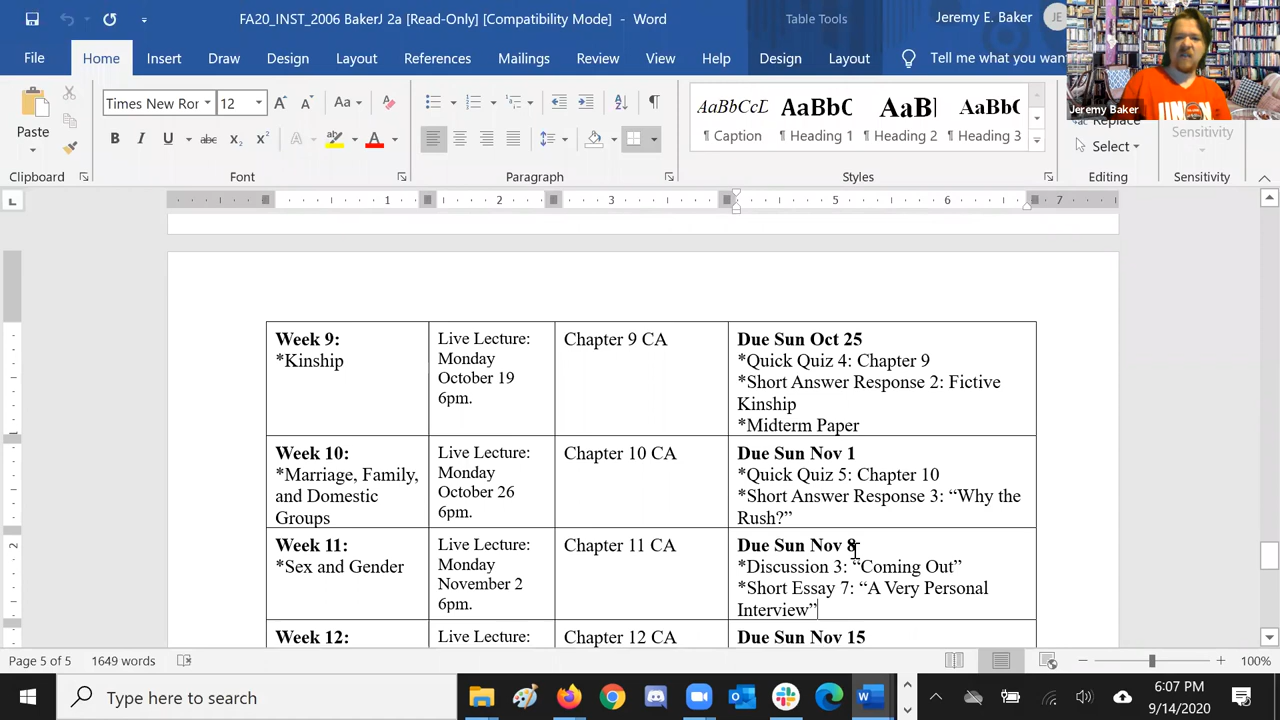 FA20_INST_2006 BakerJ 2a [Read-Only] [Compatibility Mode] - Word
Table Tools
Jeremy E. Baker
JE
File
Home
Insert
Draw
Design
Layout
References
Mailings
Review
View
Help
Design
Layout
Tell me what
Jeremy Baker
Paste
Times New Ror
12
Aa
AaBbCcL
AaBbC
AaB
AaBbC
¶ Caption
¶ Heading 1
¶ Heading 2
¶ Heading 3
Replace
Select
Sensitivity
Clipboard
Font
Paragraph
Styles
Editing
Sensitivity
1 2 3 4 5 6 7
Week 9:
*Kinship
Live Lecture:
Monday
October 19
6pm.
Chapter 9 CA
Due Sun Oct 25
*Quick Quiz 4: Chapter 9
*Short Answer Response 2: Fictive
Kinship
*Midterm Paper
Week 10:
*Marriage, Family,
and Domestic
Groups
Live Lecture:
Monday
October 26
6pm.
Chapter 10 CA
Due Sun Nov 1
*Quick Quiz 5: Chapter 10
*Short Answer Response 3: “Why the
Rush?”
Week 11:
*Sex and Gender
Live Lecture:
Monday
November 2
6pm.
Chapter 11 CA
Due Sun Nov 8
*Discussion 3: “Coming Out”
*Short Essay 7: “A Very Personal
Interview”
Week 12:
Live Lecture:
Chapter 12 CA
Due Sun Nov 15
Page 5 of 5
1649 words
100%
Type here to search
6:07 PM
9/14/2020